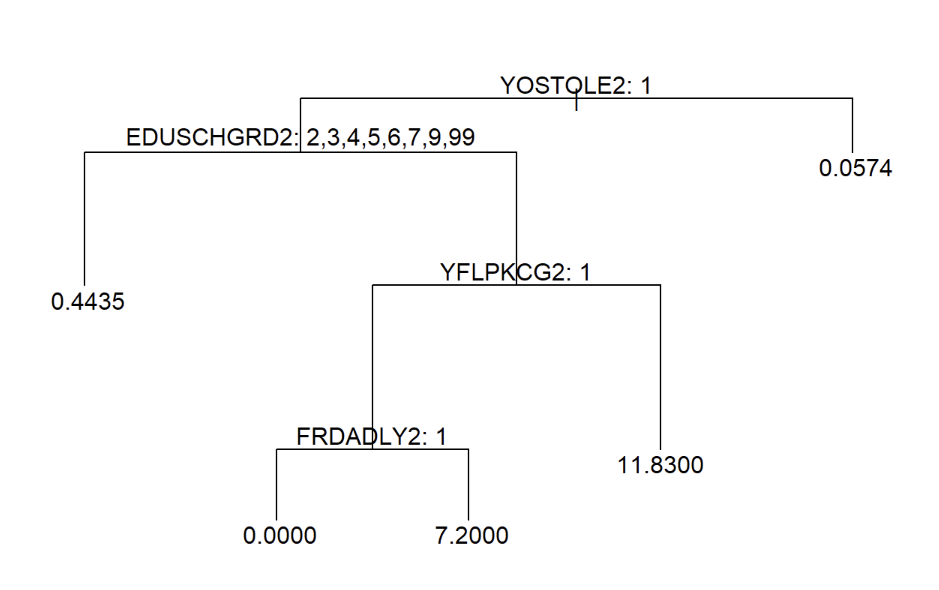 YOSTOLE2: 1
EDUSCHGRD2: 2,3,4,5,6,7,9,99
0.0574
YFLPKCG2: 1
0.4435
FRDADLY2: 1
11.8300
0.0000
7.2000